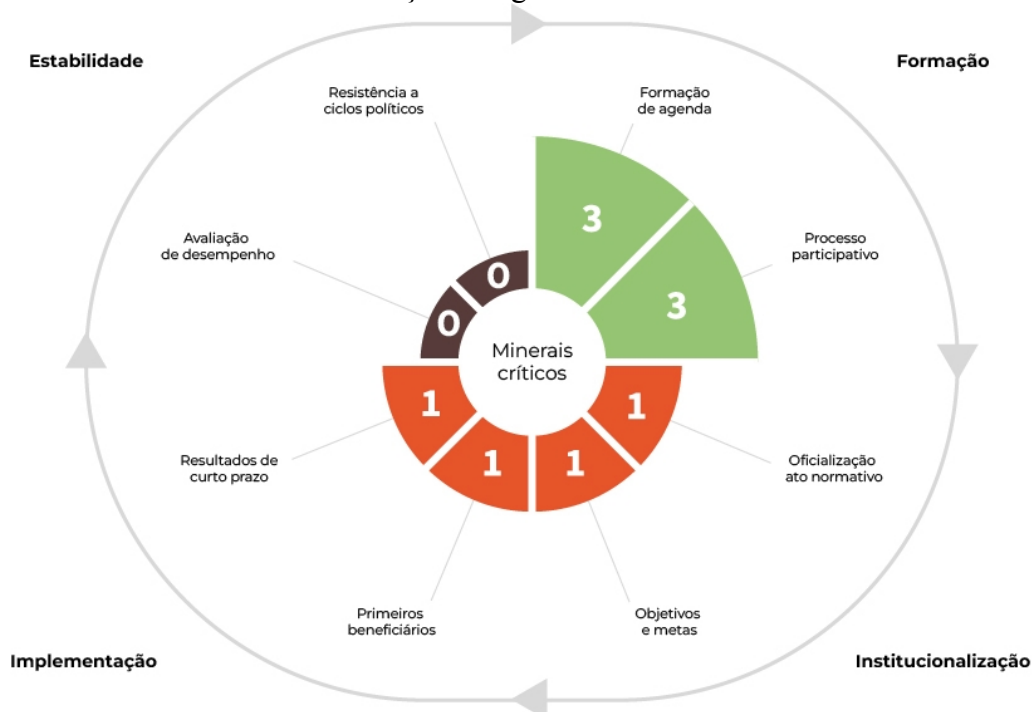 Estabilidade
Formação
Resistência a
ciclos políticos
Formação
de agenda
Avaliação
de desempenho
Processo
participativo
0
3
0
3
Minerais
críticos
1
1
1
1
Resultados de
curto prazo
Oficialização
ato normativo
Primeiros
beneficiários
Objetivos
e metas
Implementação
Institucionalização